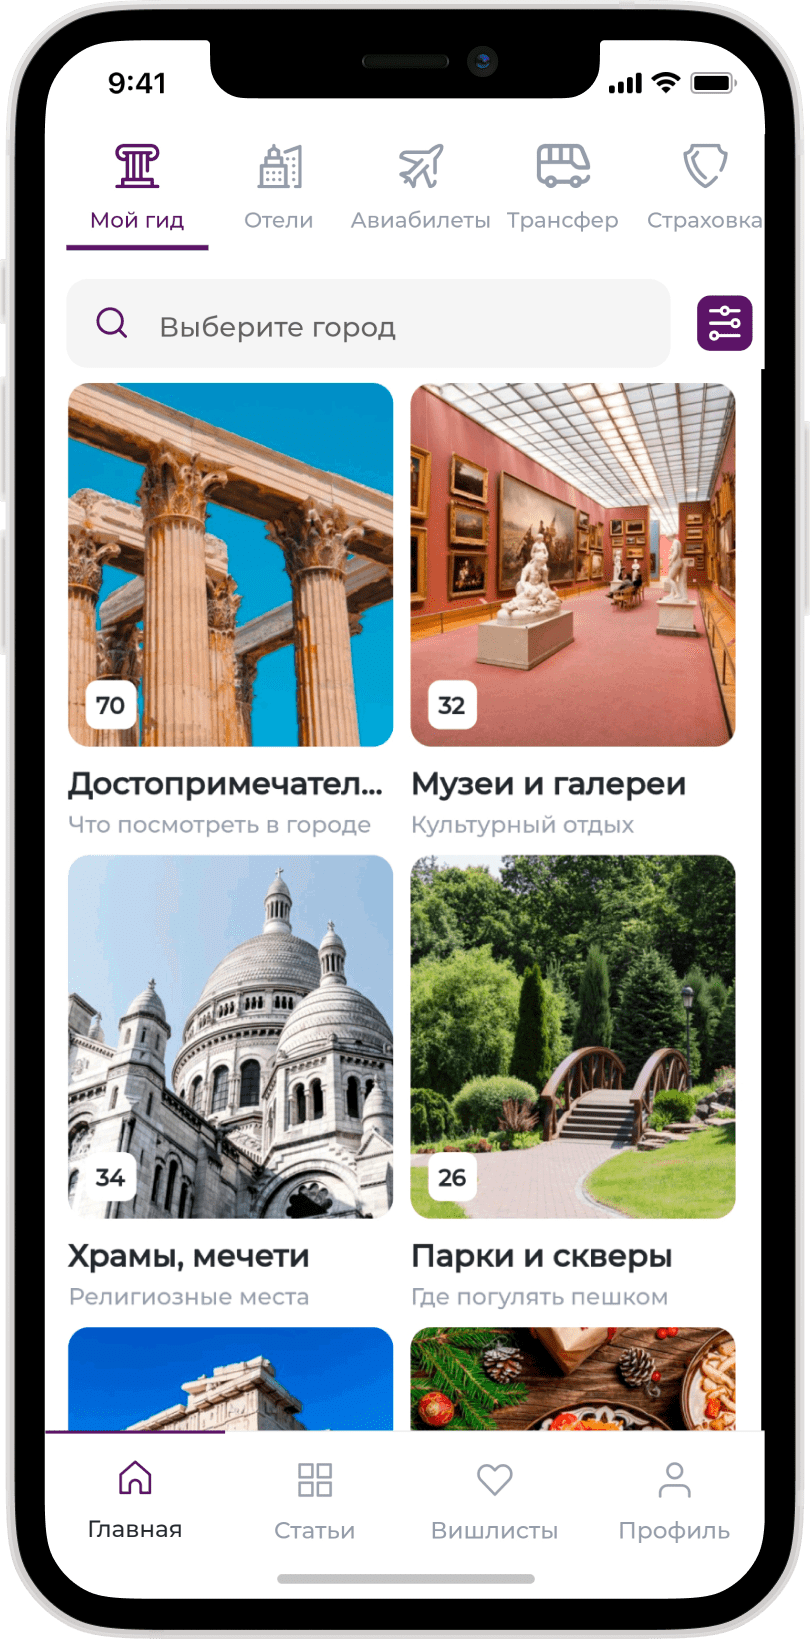 9:41
Мой гид
Отели
Авиабилеты
Трансфер
Страховка
Выберите город
70
32
Достопримечател...
Музеи и галереи
Что посмотреть в городе
Культурный отдых
34
26
Храмы, мечети
Парки и скверы
Религиозные места
Где погулять пешком
Главная
Статьи
Вишлисты
Профиль